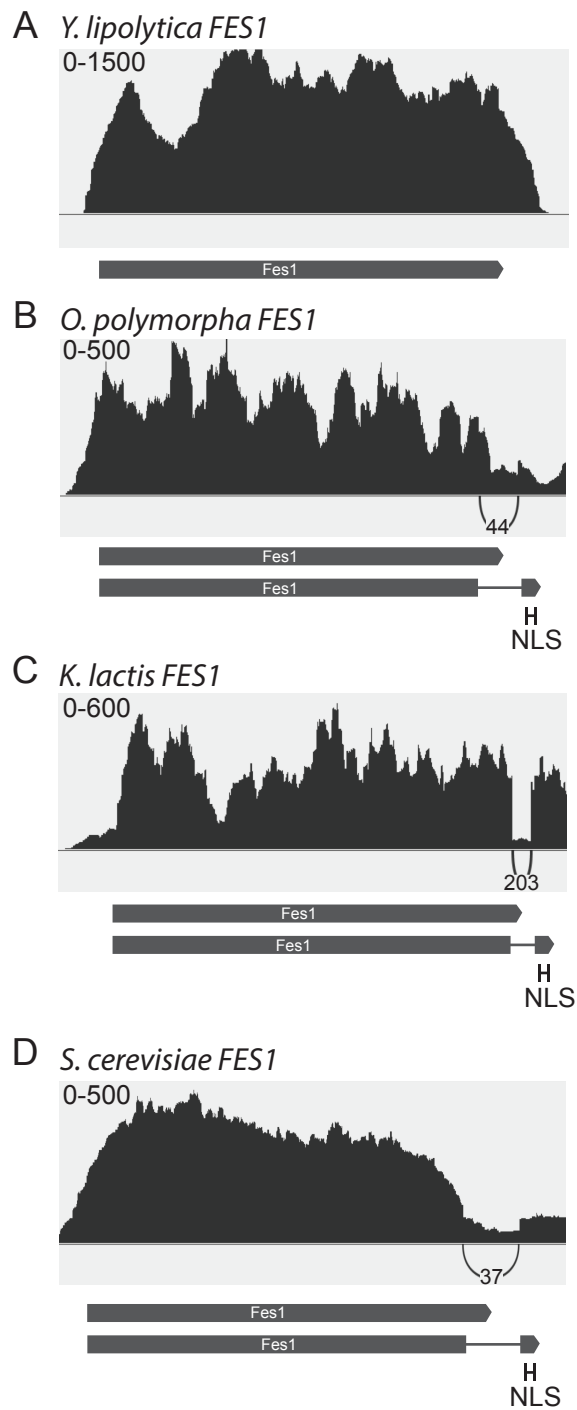 A Y. lipolytica FES1
0-1500
Fes1
B O. polymorpha FES1
0-500
44
Fes1
Fes1
H
NLS
C K. lactis FES1
0-600
203
Fes1
Fes1
H
NLS
D S. cerevisiae FES1
0-500
37
Fes1
Fes1
H
NLS